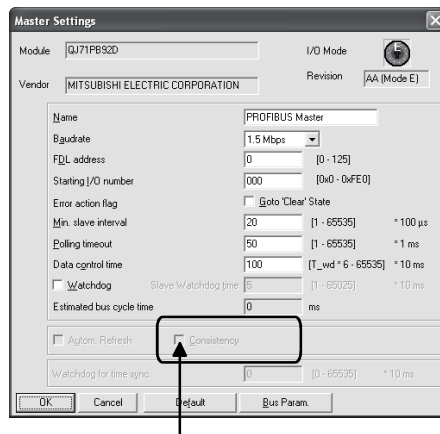 Master Settings
Module QJ71PB92D I/O Mode E
Vendor MITSUBISHI ELECTRIC CORPORATION Revision AA (Mode E)
Name PROFIBUS Master
Baudrate 1.5 Mbps
FDL address 0 [0 - 125]
Starting I/O number 000 [0x0 - 0xFE0]
Error action flag Goto 'Clear' State
Min. slave interval 20 [1 - 65535] * 100 µs
Polling timeout 50 [1 - 65535] * 1 ms
Data control time 100 [T_wd * 6 - 65535] * 10 ms
Watchdog Slave Watchdog time 5 [1 - 65025] * 10 ms
Estimated bus cycle time 0 ms
Autom. Refresh Consistency
Watchdog for time sync. 0 [0 - 65535] * 10 ms
OK Cancel Default Bus Param.